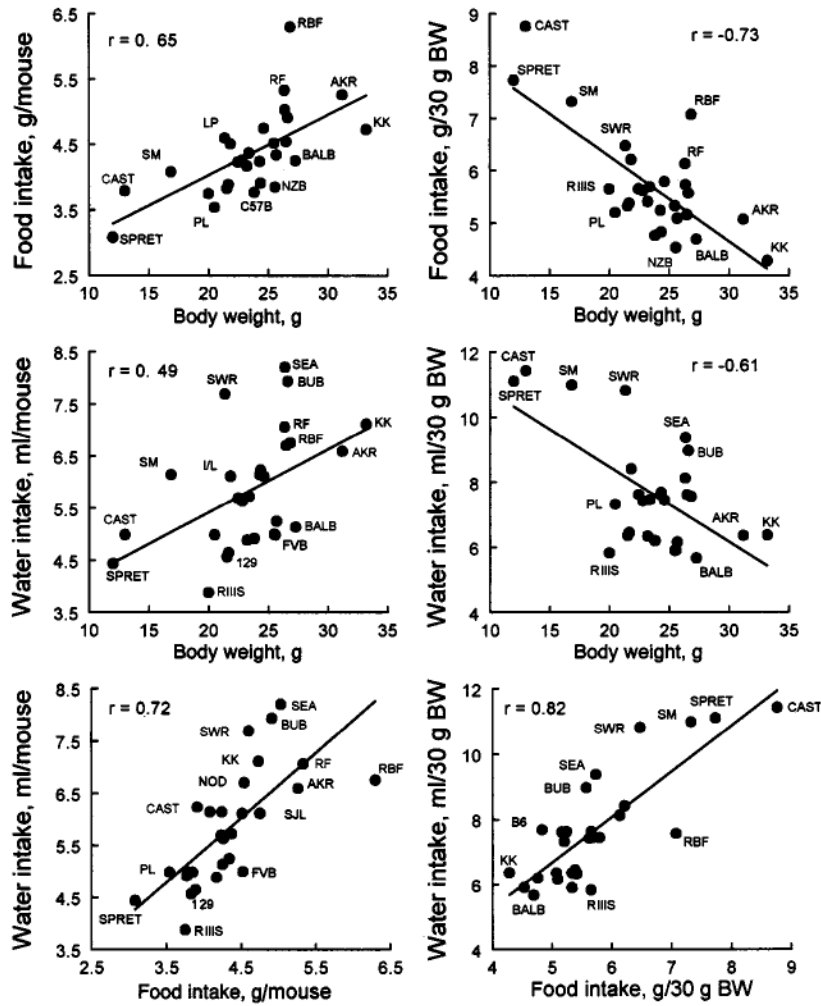 Food intake, g/mouse
6.5
5.5
4.5
3.5
2.5
r = 0. 65
RBF
RF
AKR
LP
KK
SM
BALB
CAST
NZB
C57B
PL
SPRET
10 15 20 25 30 35
Body weight, g
Food intake, g/30 g BW
9
8
7
6
5
4
r = -0.73
CAST
SPRET
SM
RBF
SWR
RF
RIIIS
AKR
PL
NZB
BALB
KK
10 15 20 25 30 35
Body weight, g
Water intake, ml/mouse
8.5
7.5
6.5
5.5
4.5
3.5
r = 0. 49
SEA
SWR
BUB
RF
KK
RBF
AKR
SM
I/L
CAST
BALB
FVB
SPRET
129
RIIIS
10 15 20 25 30 35
Body weight, g
Water intake, ml/30 g BW
12
10
8
6
4
r = -0.61
CAST
SM
SWR
SPRET
SEA
BUB
PL
AKR
KK
RIIIS
BALB
10 15 20 25 30 35
Body weight, g
Water intake, ml/mouse
8.5
7.5
6.5
5.5
4.5
3.5
r = 0.72
SEA
BUB
SWR
KK
RF
RBF
NOD
AKR
CAST
SJL
PL
FVB
SPRET
129
RIIIS
2.5 3.5 4.5 5.5 6.5
Food intake, g/mouse
Water intake, ml/30 g BW
12
10
8
6
4
r = 0.82
SPRET
SM
CAST
SWR
SEA
BUB
B6
RBF
KK
BALB
RIIIS
4 5 6 7 8 9
Food intake, g/30 g BW